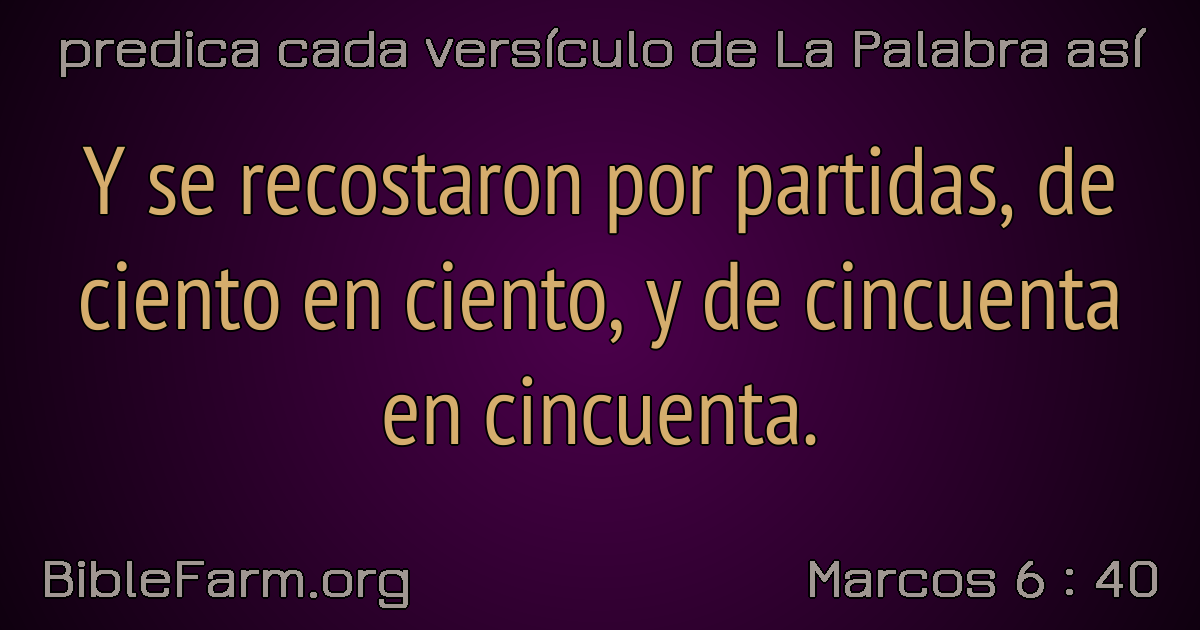 predica cada versículo de La Palabra así
Y se recostaron por partidas, de
ciento en ciento, y de cincuenta
en cincuenta.
BibleFarm.org
Marcos 6 : 40